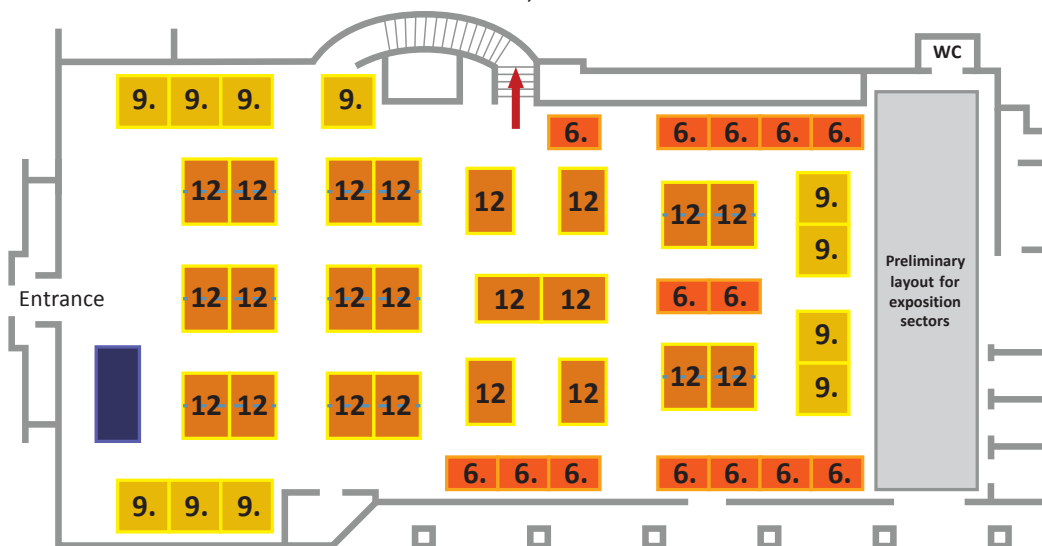 WC
9. 9. 9. 9.
6. 6. 6. 6. 6.
12 12 12 12 12 12 12 12
9.
9.
Preliminary
layout for
exposition
sectors
Entrance
12 12 12 12 12 12 6. 6.
9.
9.
12 12 12 12 12 12 12 12
6. 6. 6. 6. 6. 6. 6.
9. 9. 9.